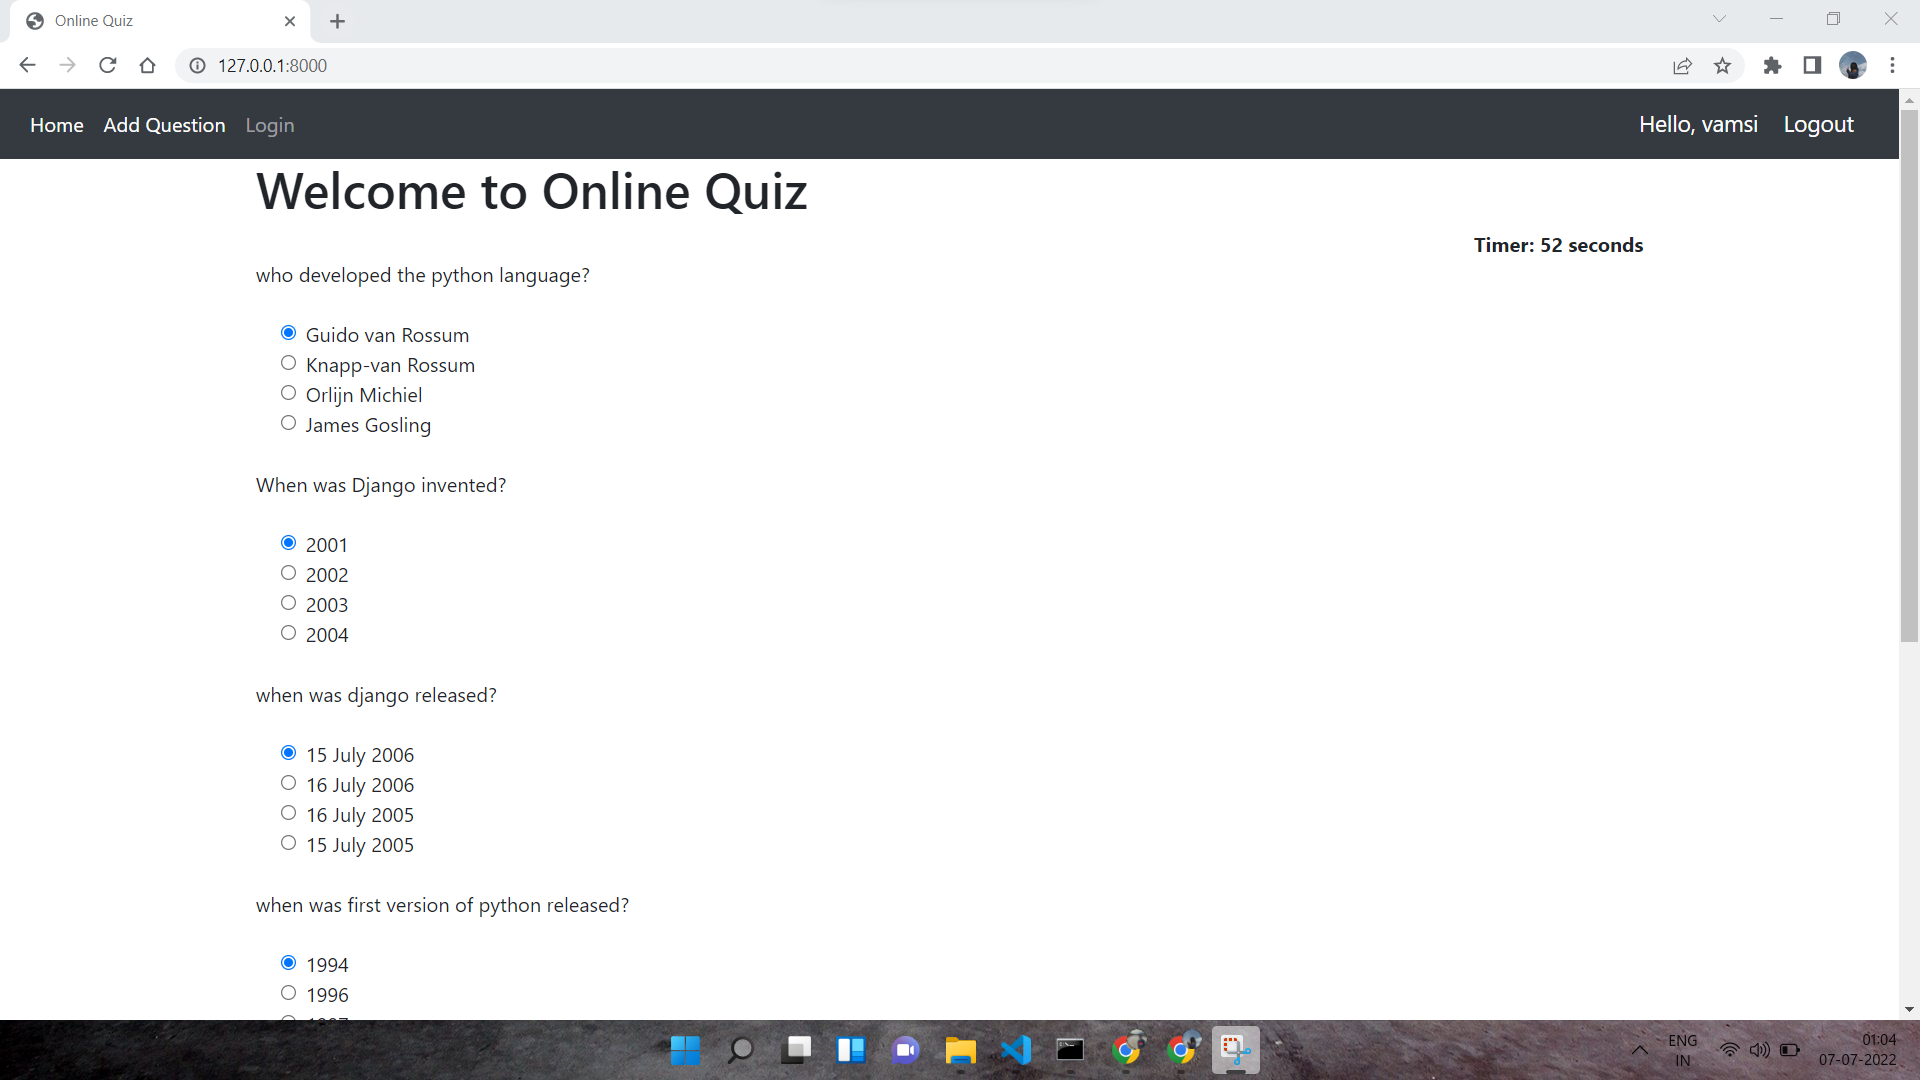 Online Quiz
127.0.0.1:8000
Home Add Question Login Hello, vamsi Logout
Welcome to Online Quiz
Timer: 52 seconds
who developed the python language?
Guido van Rossum
Knapp-van Rossum
Orlijn Michiel
James Gosling
When was Django invented?
2001
2002
2003
2004
when was django released?
15 July 2006
16 July 2006
16 July 2005
15 July 2005
when was first version of python released?
1994
1996
ENG
IN
01:04
07-07-2022